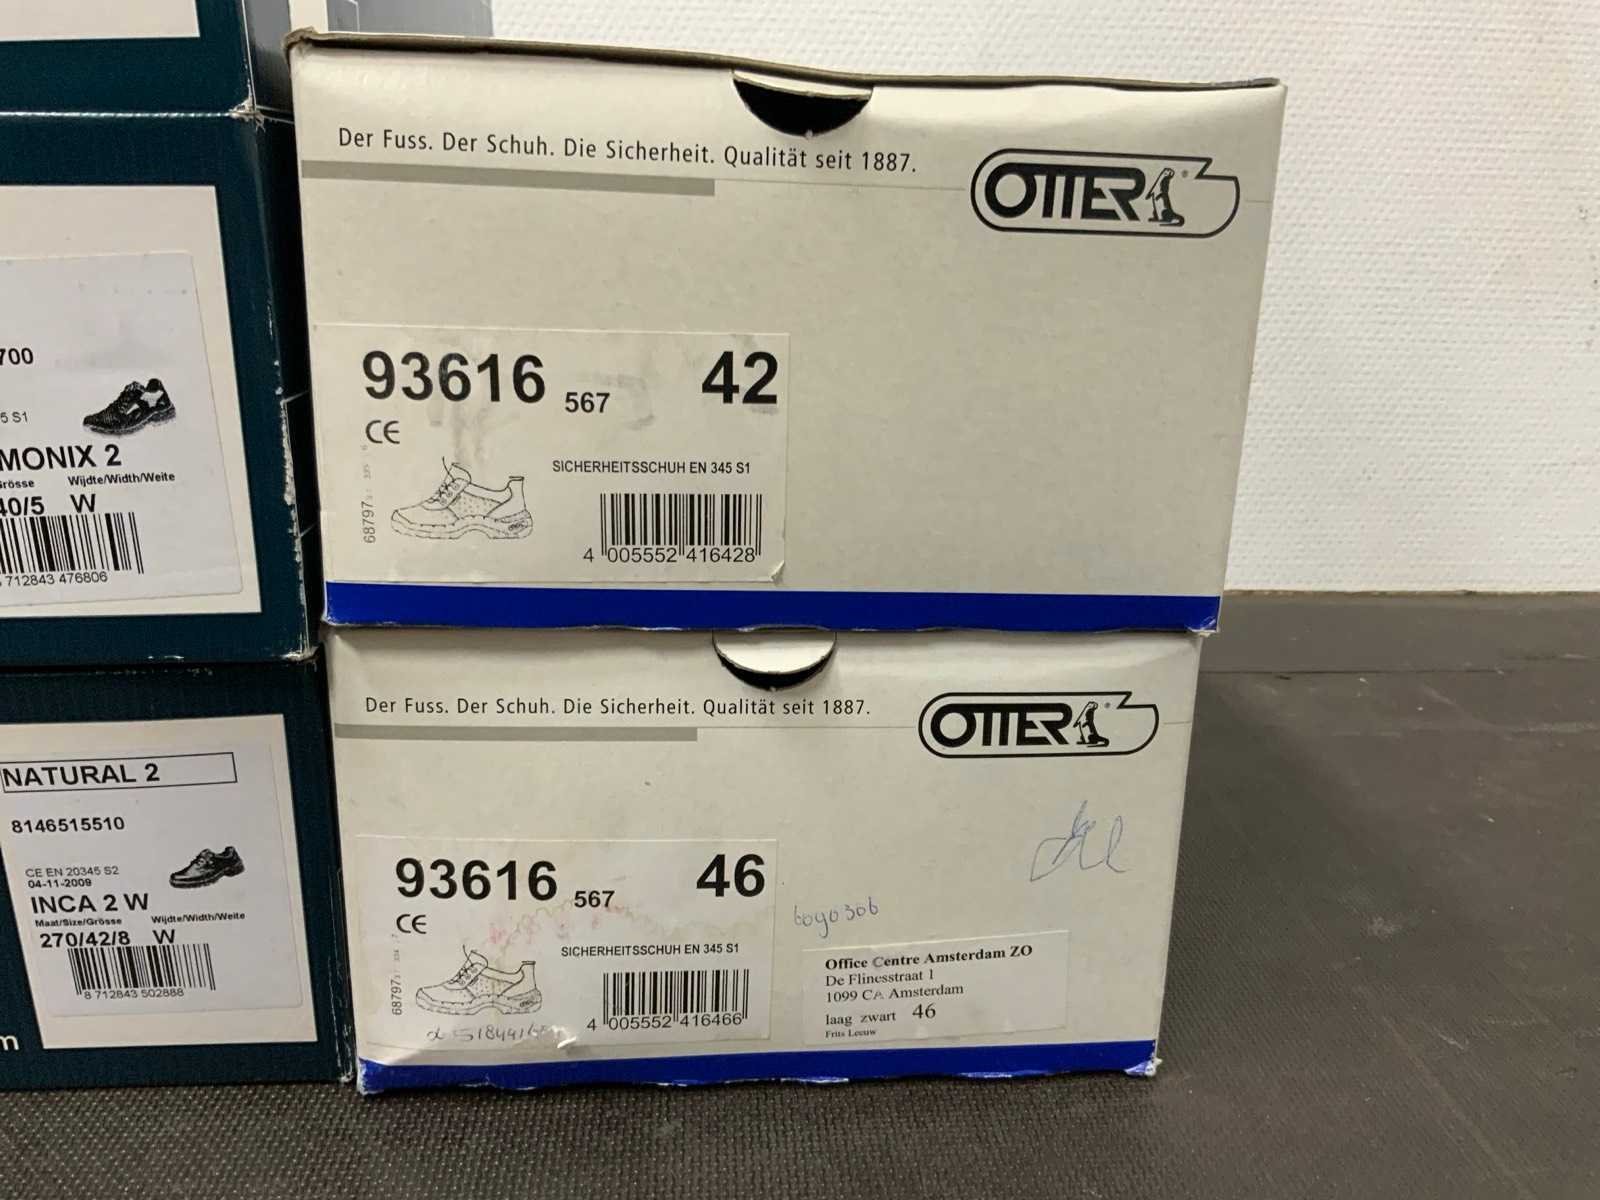 Der Fuss. Der Schuh. Die Sicherheit. Qualität seit 1887.
OTTER
93616 567 42
CE
SICHERHEITSSCHUH EN 345 S1
68797
4 005552 416428
Der Fuss. Der Schuh. Die Sicherheit. Qualität seit 1887.
OTTER
93616 567 46
CE
SICHERHEITSSCHUH EN 345 S1
68797
4 005552 416466
Office Centre Amsterdam ZO
De Flinesstraat 1
1099 CA Amsterdam
laag zwart 46
Frits Leeuw
700
5 S1
MONIX 2
Grösse Wijdte/Width/Weite
40/5 W
712843 476806
NATURAL 2
8146515510
CE EN 20345 S2
04-11-2009
INCA 2 W
Maat/Size/Grösse Wijdte/Width/Weite
270/42/8 W
8 712843 502888
m